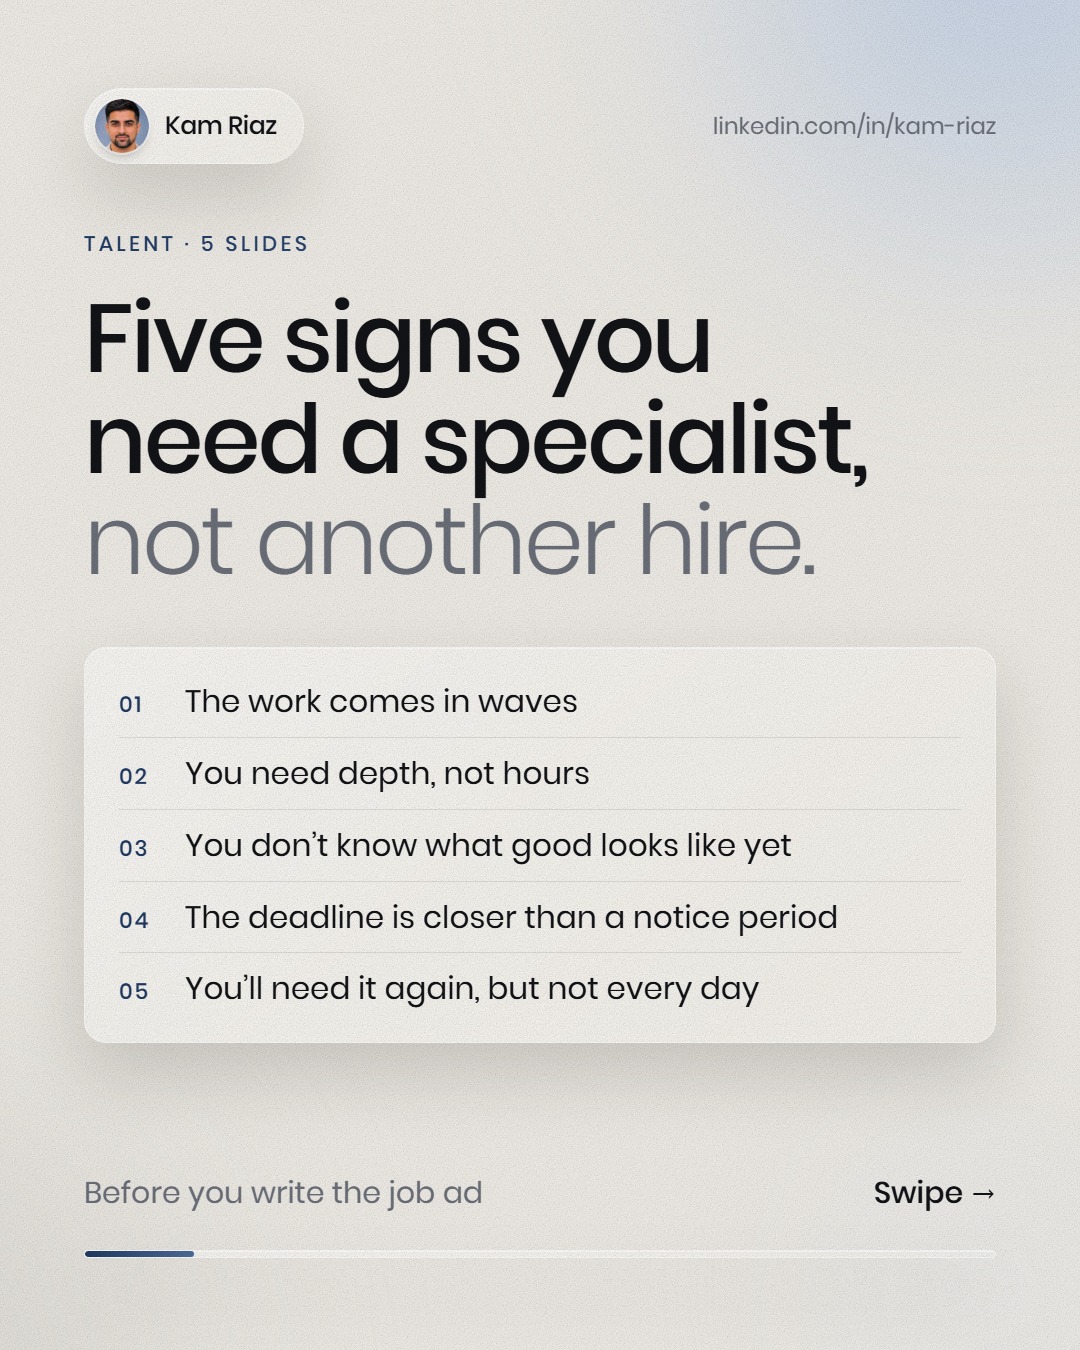 Kam Riaz
linkedin.com/in/kam-riaz
TALENT · 5 SLIDES
Five signs you
need a specialist,
not another hire.
01 The work comes in waves
02 You need depth, not hours
03 You don’t know what good looks like yet
04 The deadline is closer than a notice period
05 You’ll need it again, but not every day
Before you write the job ad
Swipe →